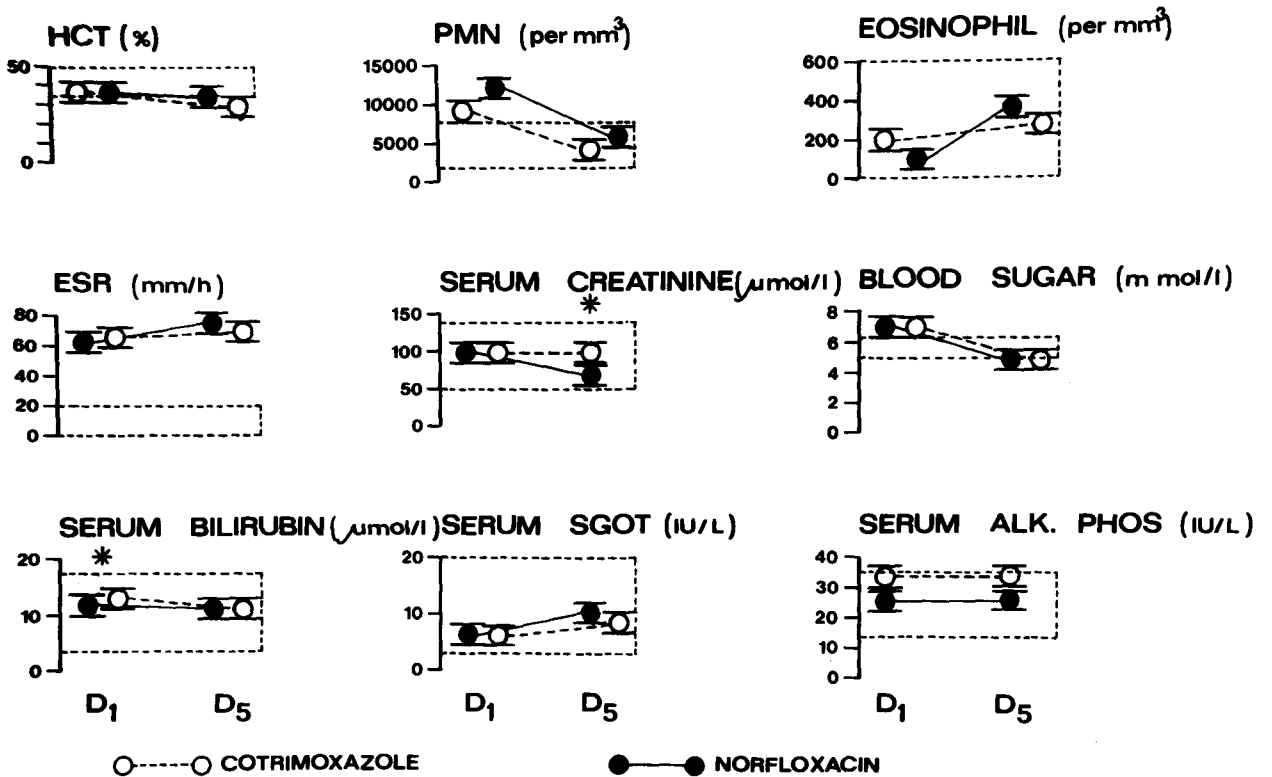 HCT (%)
50
0
PMN (per mm³)
15000
10000
5000
0
EOSINOPHIL (per mm³)
600
400
200
0
ESR (mm/h)
80
60
40
20
0
SERUM CREATININE (μmol/l)
*
150
100
50
0
BLOOD SUGAR (m mol/l)
8
6
4
2
0
SERUM BILIRUBIN (μmol/l)
*
20
10
0
SERUM SGOT (IU/L)
20
10
0
SERUM ALK. PHOS (IU/L)
40
30
20
10
0
D₁ D₅
D₁ D₅
D₁ D₅
COTRIMOXAZOLE
NORFLOXACIN